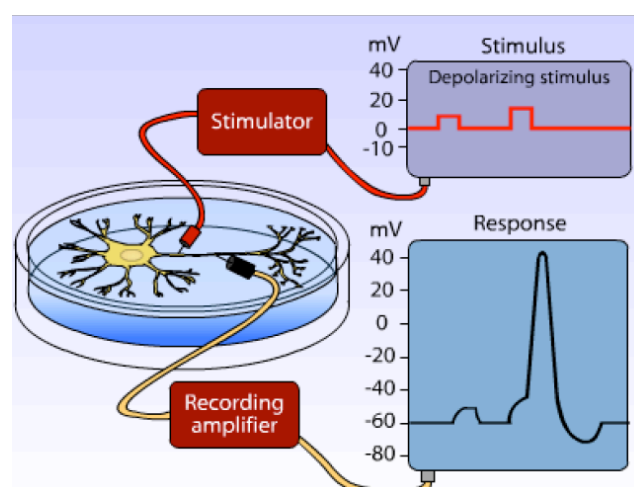 mV Stimulus
40
Depolarizing stimulus
20
0
-10
Stimulator
mV Response
40
20
0
-20
-40
-60
-80
Recording
amplifier